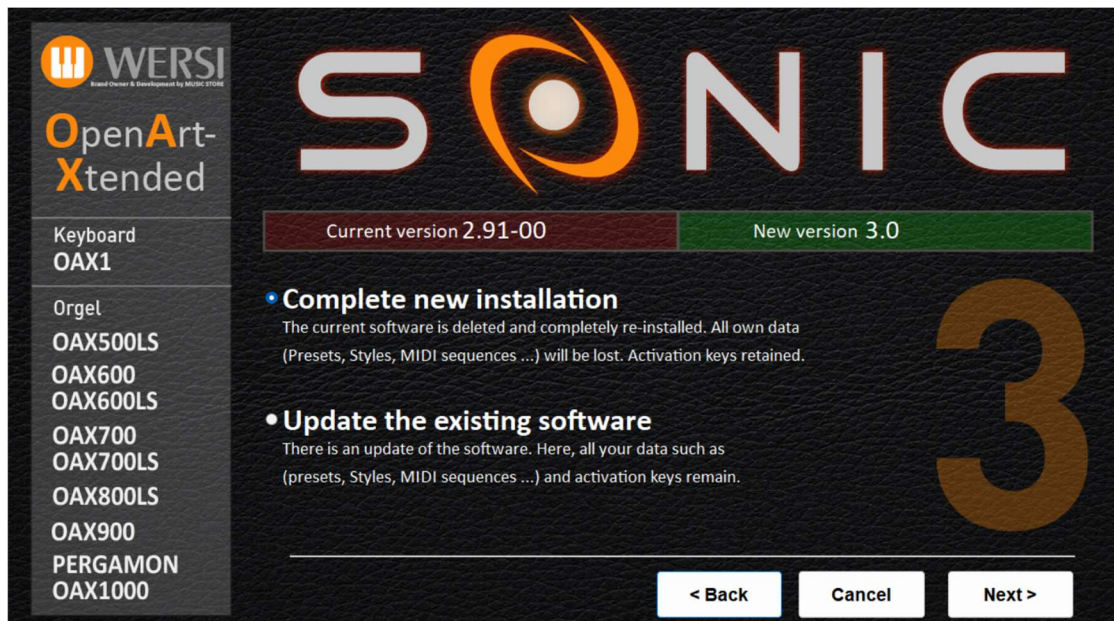 WERSI
Brand Owner & Development by MUSIC STORE
OpenArt-
Xtended
Keyboard
OAX1
Orgel
OAX500LS
OAX600
OAX600LS
OAX700
OAX700LS
OAX800LS
OAX900
PERGAMON
OAX1000
SONIC
Current version 2.91-00
New version 3.0
Complete new installation
The current software is deleted and completely re-installed. All own data
(Presets, Styles, MIDI sequences ...) will be lost. Activation keys retained.
Update the existing software
There is an update of the software. Here, all your data such as
(presets, Styles, MIDI sequences ...) and activation keys remain.
3
< Back
Cancel
Next >